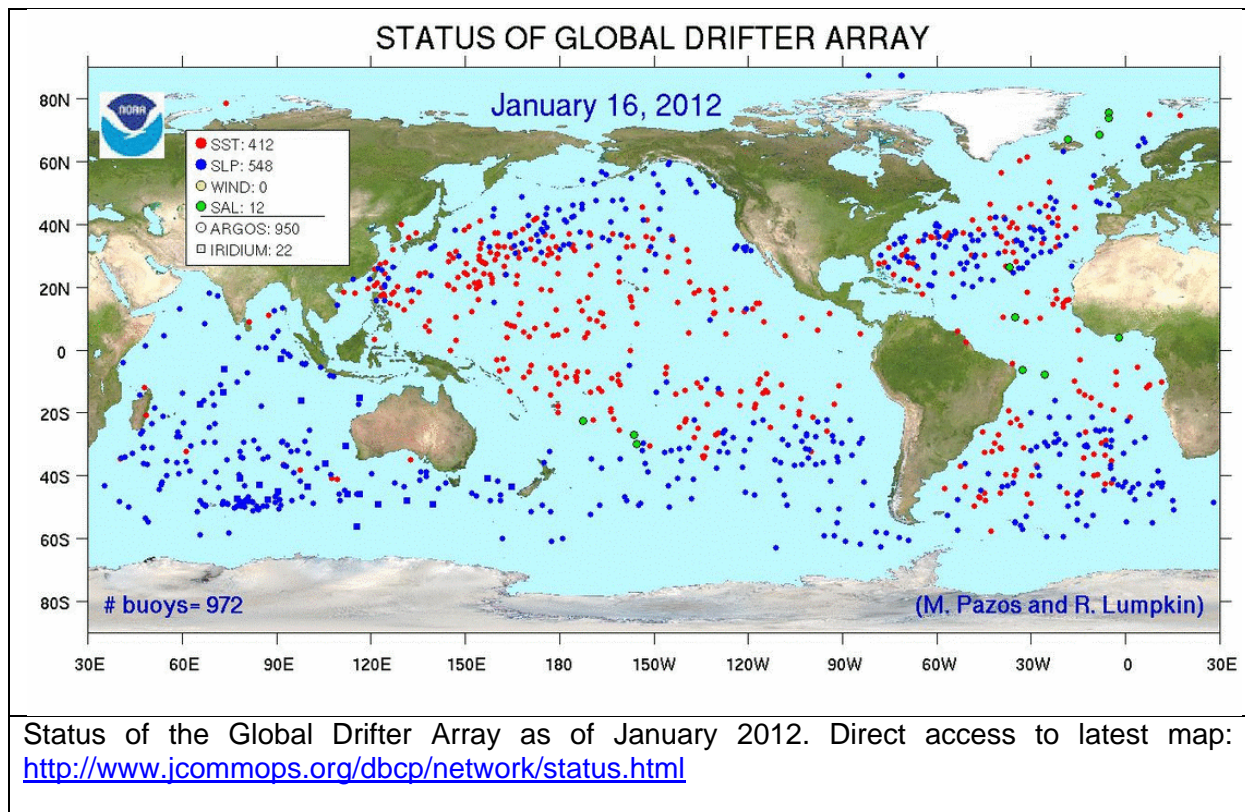 STATUS OF GLOBAL DRIFTER ARRAY
January 16, 2012
NOAA
SST: 412
SLP: 548
WIND: 0
SAL: 12
ARGOS: 950
IRIDIUM: 22
80N
60N
40N
20N
0
20S
40S
60S
80S
# buoys= 972
(M. Pazos and R. Lumpkin)
30E 60E 90E 120E 150E 180 150W 120W 90W 60W 30W 0 30E
Status of the Global Drifter Array as of January 2012. Direct access to latest map:
http://www.jcommops.org/dbcp/network/status.html